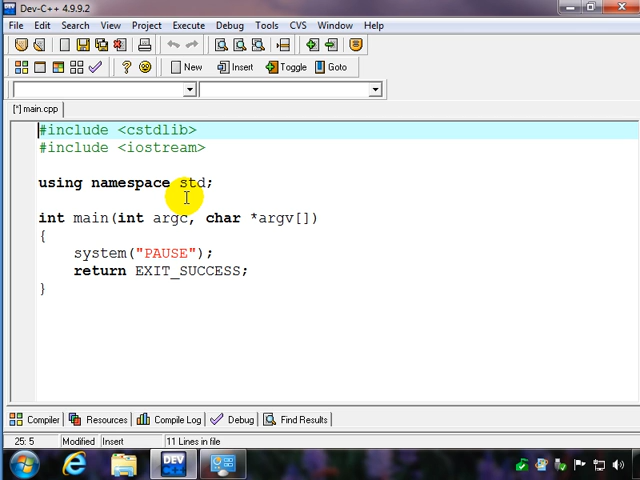 Dev-C++ 4.9.9.2
File Edit Search View Project Execute Debug Tools CVS Window Help
New Insert Toggle Goto
[*] main.cpp
#include <cstdlib>
#include <iostream>
using namespace std;
int main(int argc, char *argv[])
{
system("PAUSE");
return EXIT_SUCCESS;
}
Compiler Resources Compile Log Debug Find Results
25: 5 Modified Insert 11 Lines in file
DEV